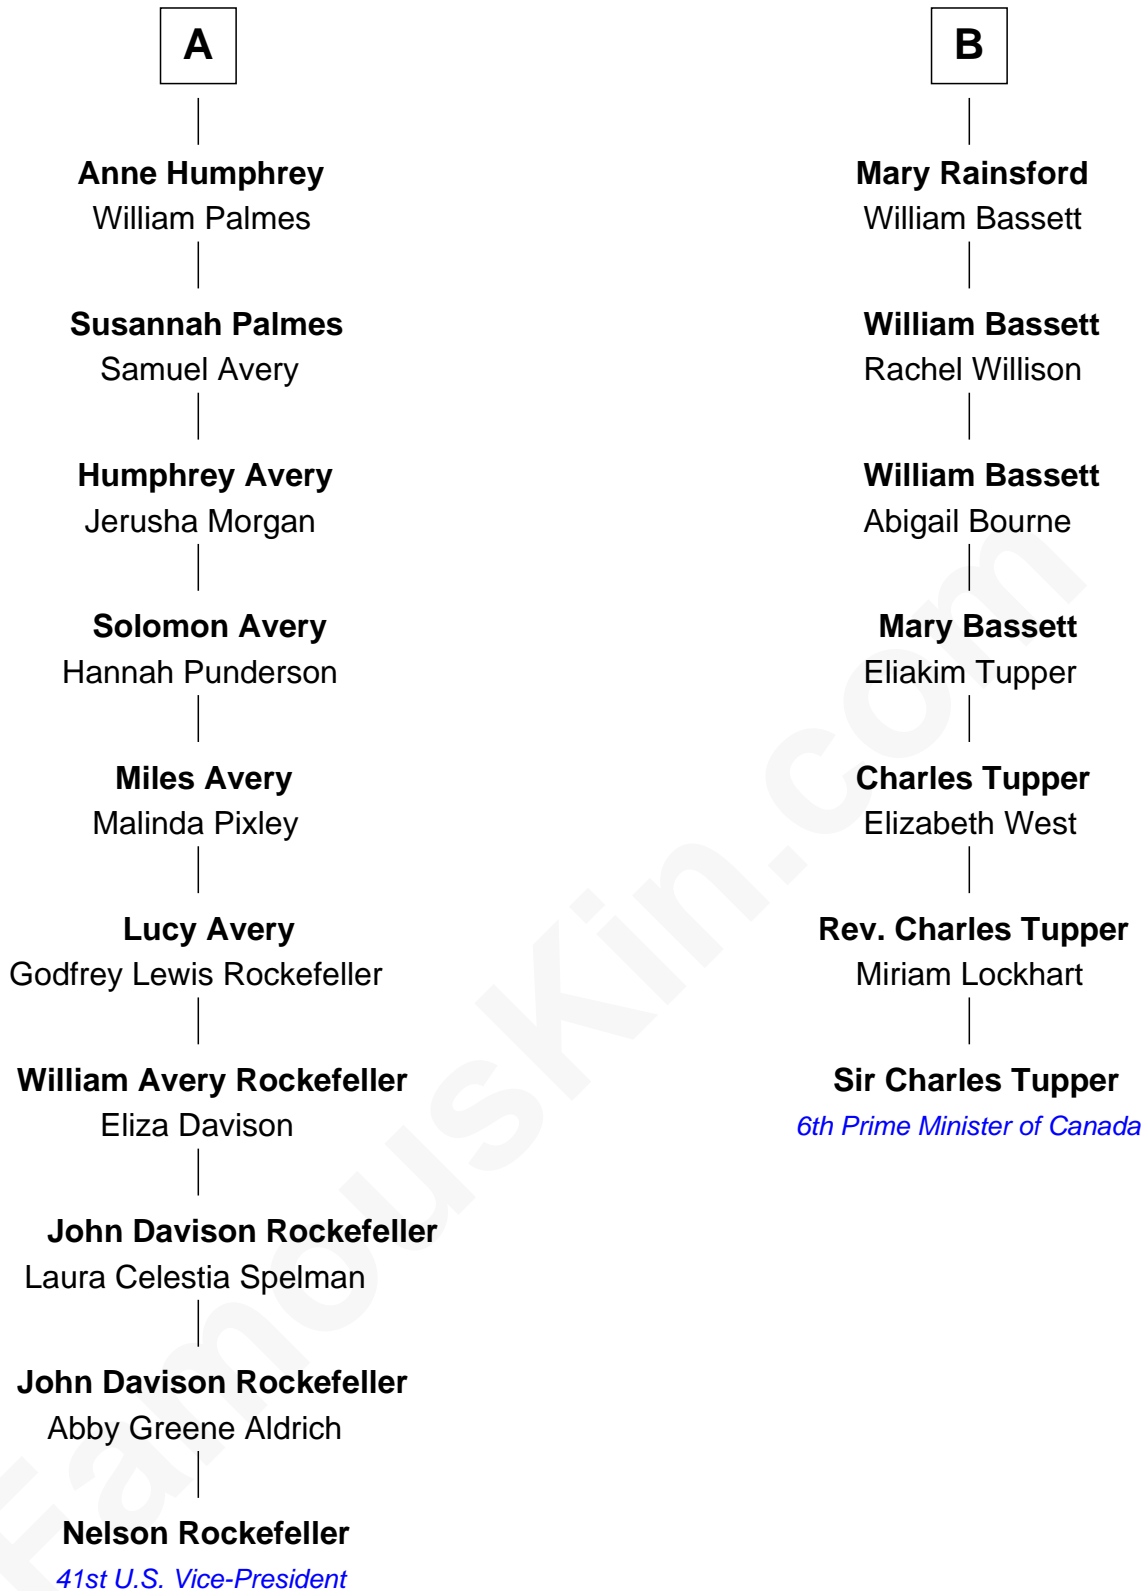 A
Anne Humphrey
William Palmes
Susannah Palmes
Samuel Avery
Humphrey Avery
Jerusha Morgan
Solomon Avery
Hannah Punderson
Miles Avery
Malinda Pixley
Lucy Avery
Godfrey Lewis Rockefeller
William Avery Rockefeller
Eliza Davison
John Davison Rockefeller
Laura Celestia Spelman
John Davison Rockefeller
Abby Greene Aldrich
Nelson Rockefeller
41st U.S. Vice-President
B
Mary Rainsford
William Bassett
William Bassett
Rachel Willison
William Bassett
Abigail Bourne
Mary Bassett
Eliakim Tupper
Charles Tupper
Elizabeth West
Rev. Charles Tupper
Miriam Lockhart
Sir Charles Tupper
6th Prime Minister of Canada
FamousKin.com